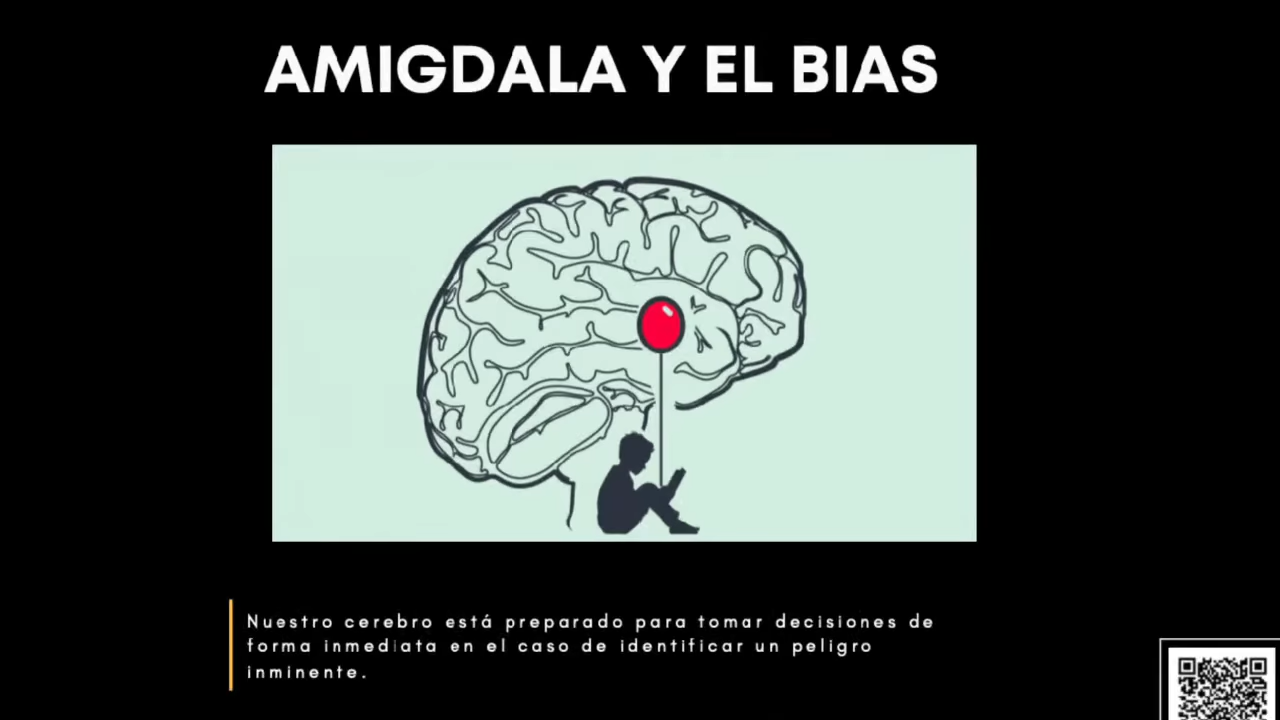 AMIGDALA Y EL BIAS
Nuestro cerebro está preparado para tomar decisiones de
forma inmediata en el caso de identificar un peligro
inminente.